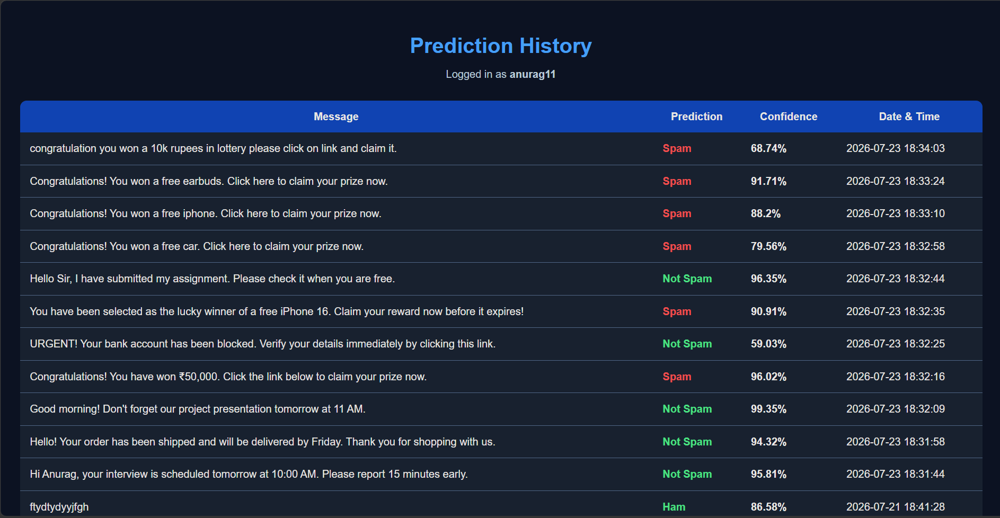 Prediction History
Logged in as anurag11
Message Prediction Confidence Date & Time
congratulation you won a 10k rupees in lottery please click on link and claim it. Spam 68.74% 2026-07-23 18:34:03
Congratulations! You won a free earbuds. Click here to claim your prize now. Spam 91.71% 2026-07-23 18:33:24
Congratulations! You won a free iphone. Click here to claim your prize now. Spam 88.2% 2026-07-23 18:33:10
Congratulations! You won a free car. Click here to claim your prize now. Spam 79.56% 2026-07-23 18:32:58
Hello Sir, I have submitted my assignment. Please check it when you are free. Not Spam 96.35% 2026-07-23 18:32:44
You have been selected as the lucky winner of a free iPhone 16. Claim your reward now before it expires! Spam 90.91% 2026-07-23 18:32:35
URGENT! Your bank account has been blocked. Verify your details immediately by clicking this link. Not Spam 59.03% 2026-07-23 18:32:25
Congratulations! You have won ₹50,000. Click the link below to claim your prize now. Spam 96.02% 2026-07-23 18:32:16
Good morning! Don't forget our project presentation tomorrow at 11 AM. Not Spam 99.35% 2026-07-23 18:32:09
Hello! Your order has been shipped and will be delivered by Friday. Thank you for shopping with us. Not Spam 94.32% 2026-07-23 18:31:58
Hi Anurag, your interview is scheduled tomorrow at 10:00 AM. Please report 15 minutes early. Not Spam 95.81% 2026-07-23 18:31:44
ftydtydyyjfgh Ham 86.58% 2026-07-21 18:41:28